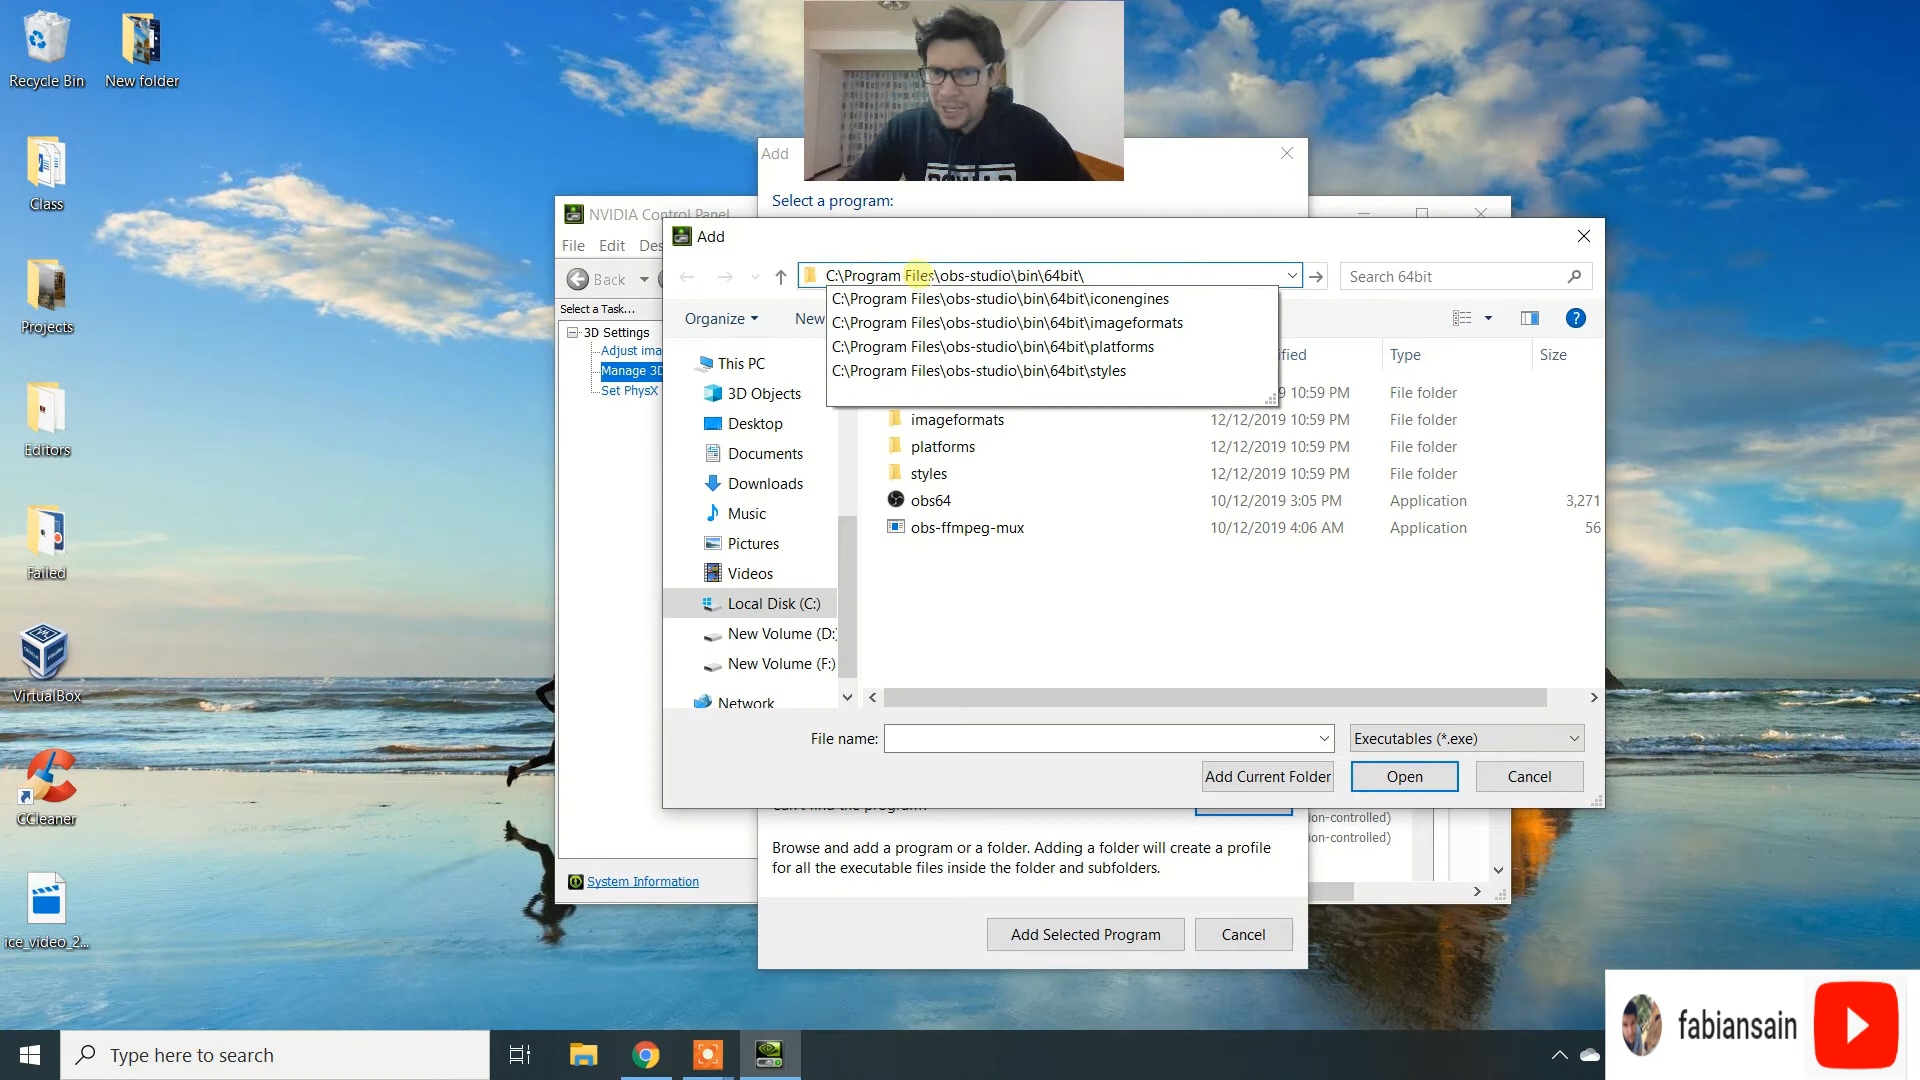 Recycle Bin
New folder
Class
Projects
Editors
Failed
VirtualBox
CCleaner
ice_video_2...
Add
Select a program:
NVIDIA Control Panel
File Edit Des
Back
Select a Task...
3D Settings
Adjust ima
Manage 3D
Set PhysX
System Information
Add
C:\Program Files\obs-studio\bin\64bit\
Search 64bit
C:\Program Files\obs-studio\bin\64bit\iconengines
C:\Program Files\obs-studio\bin\64bit\imageformats
C:\Program Files\obs-studio\bin\64bit\platforms
C:\Program Files\obs-studio\bin\64bit\styles
Organize
New
ified Type Size
This PC
3D Objects
Desktop
Documents
Downloads
Music
Pictures
Videos
Local Disk (C:)
New Volume (D:)
New Volume (F:)
Network
9 10:59 PM File folder
imageformats 12/12/2019 10:59 PM File folder
platforms 12/12/2019 10:59 PM File folder
styles 12/12/2019 10:59 PM File folder
obs64 10/12/2019 3:05 PM Application 3,271
obs-ffmpeg-mux 10/12/2019 4:06 AM Application 56
File name:
Executables (*.exe)
Add Current Folder
Open
Cancel
ion-controlled)
ion-controlled)
Browse and add a program or a folder. Adding a folder will create a profile
for all the executable files inside the folder and subfolders.
Add Selected Program
Cancel
fabiansain
Type here to search